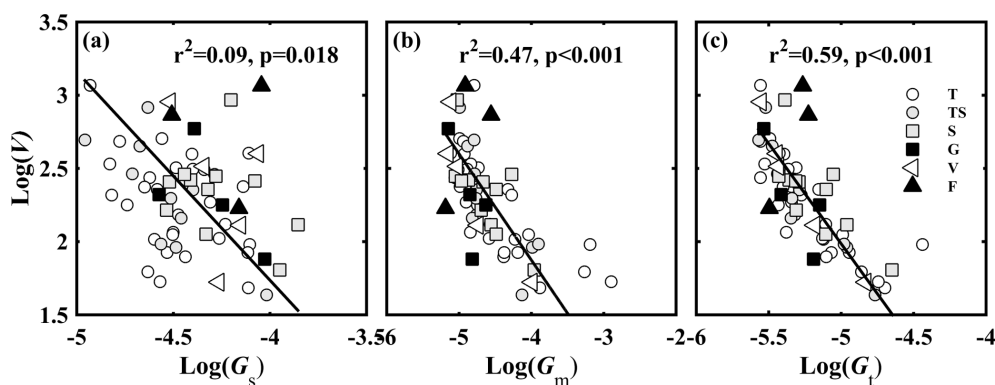 3.5
3
2.5
2
1.5
Log(V)
(a)
r²=0.09, p=0.018
-5
-4.5
-4
-3.5
Log(Gₛ)
(b)
r²=0.47, p<0.001
-6
-5
-4
-3
-2
Log(Gₘ)
(c)
r²=0.59, p<0.001
T
TS
S
G
V
F
-6
-5.5
-5
-4.5
-4
Log(Gₜ)